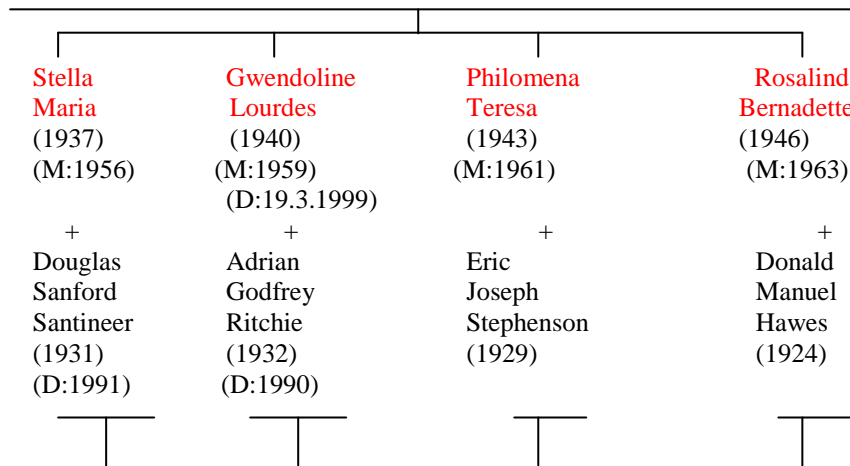 Stella
Maria
(1937)
(M:1956)
+
Douglas
Sanford
Santineer
(1931)
(D:1991)
Gwendoline
Lourdes
(1940)
(M:1959)
(D:19.3.1999)
+
Adrian
Godfrey
Ritchie
(1932)
(D:1990)
Philomena
Teresa
(1943)
(M:1961)
+
Eric
Joseph
Stephenson
(1929)
Rosalind
Bernadette
(1946)
(M:1963)
+
Donald
Manuel
Hawes
(1924)